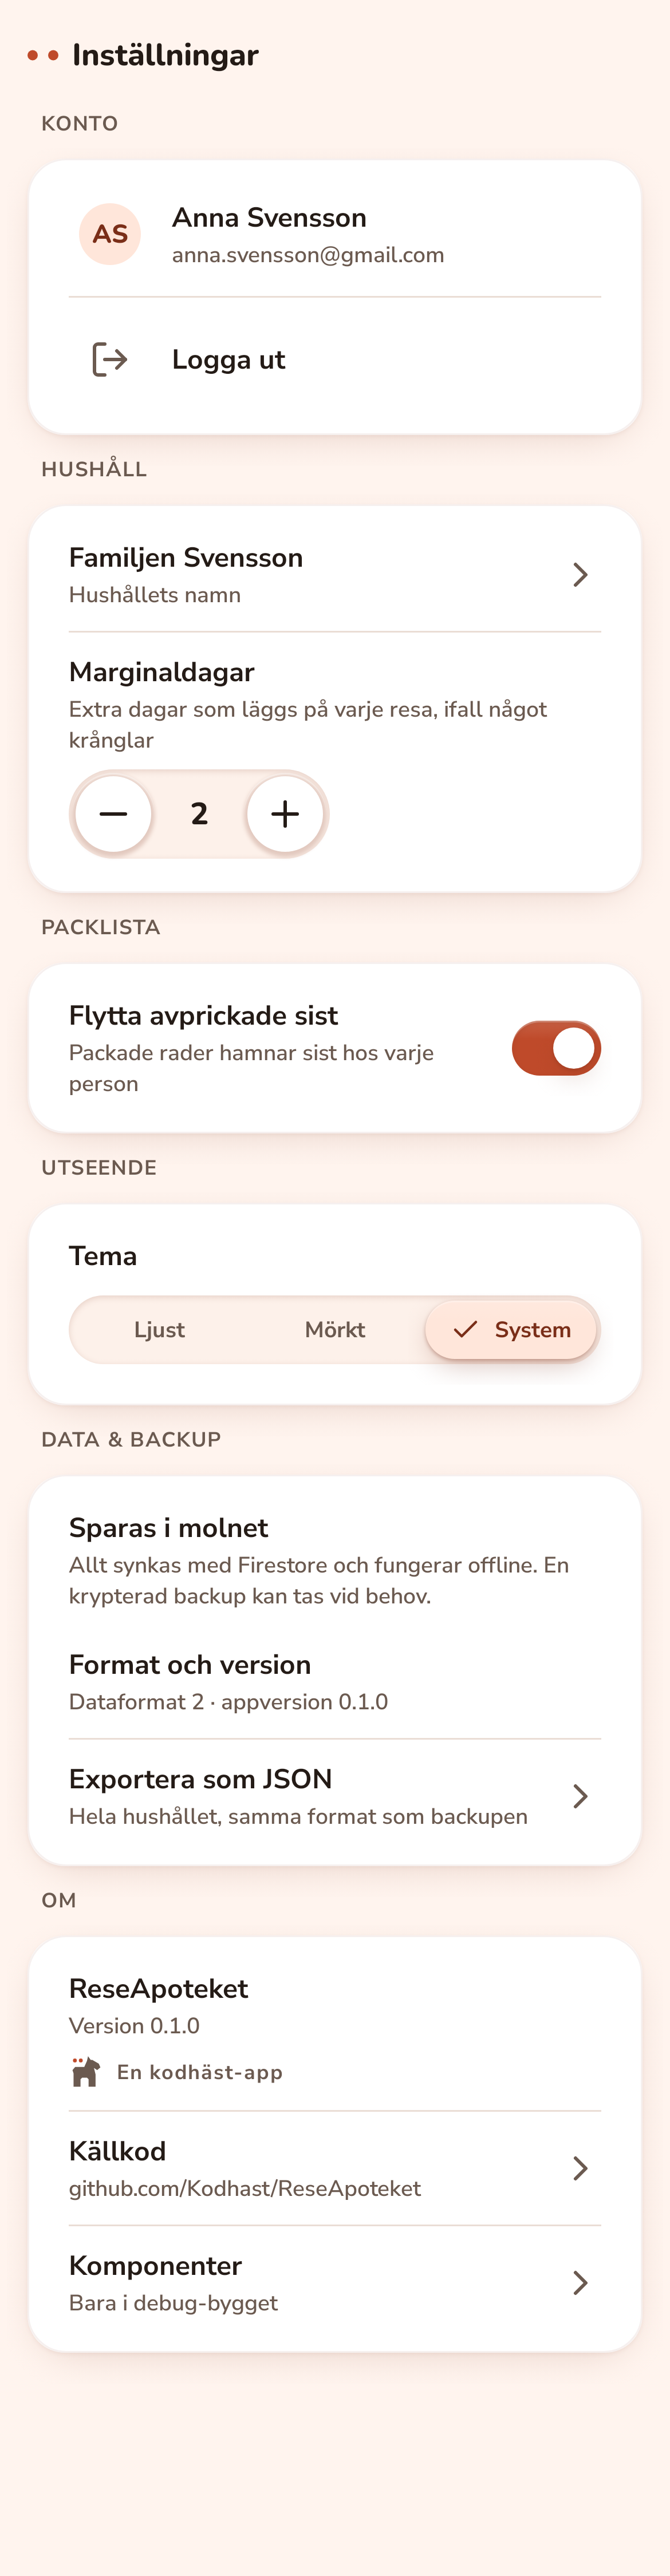 Inställningar
KONTO
AS
Anna Svensson
anna.svensson@gmail.com
Logga ut
HUSHÅLL
Familjen Svensson
Hushållets namn
Marginaldagar
Extra dagar som läggs på varje resa, ifall något
krånglar
2
PACKLISTA
Flytta avprickade sist
Packade rader hamnar sist hos varje
person
UTSEENDE
Tema
Ljust Mörkt System
DATA & BACKUP
Sparas i molnet
Allt synkas med Firestore och fungerar offline. En
krypterad backup kan tas vid behov.
Format och version
Dataformat 2 · appversion 0.1.0
Exportera som JSON
Hela hushållet, samma format som backupen
OM
ReseApoteket
Version 0.1.0
En kodhäst-app
Källkod
github.com/Kodhast/ReseApoteket
Komponenter
Bara i debug-bygget